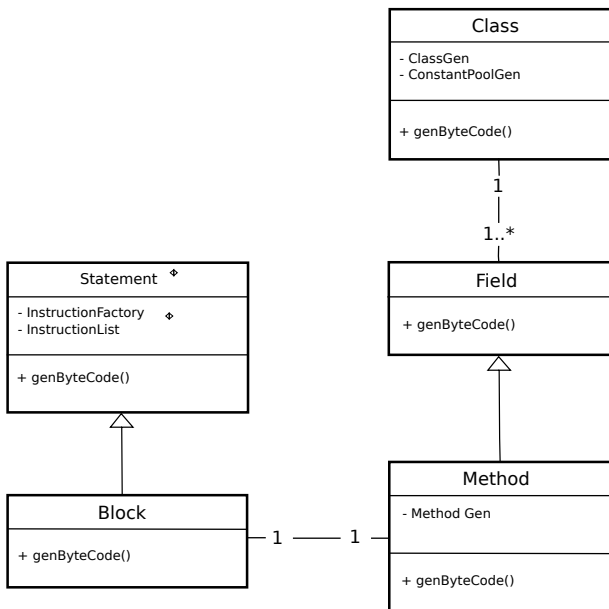 Class
- ClassGen
- ConstantPoolGen
+ genByteCode()
1
1..*
Statement
- InstructionFactory
- InstructionList
+ genByteCode()
Field
+ genByteCode()
Block
+ genByteCode()
1
1
Method
- Method Gen
+ genByteCode()